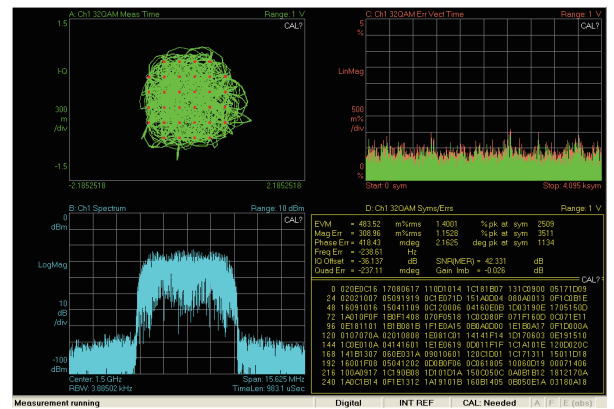 A: Ch1 32QAM Meas Time Range: 1 V
1.5
CAL?
I-Q
300
m
/div
-1.5
-2.1852518 2.1852518
C: Ch1 32QAM Err Vect Time Range: 1 V
5
%
CAL?
LinMag
500
m%
/div
0
%
Start: 0 sym Stop: 4.095 ksym
B: Ch1 Spectrum Range: 10 dBm
0
dBm
CAL?
LogMag
10
dB
/div
-100
dBm
Center: 1.5 GHz Span: 15.625 MHz
RBW: 3.88502 kHz TimeLen: 983.1 uSec
D: Ch1 32QAM Syms/Errs Range: 1 V
EVM = 483.52 m%rms 1.4001 %pk at sym 2509
Mag Err = 308.96 m%rms 1.1528 %pk at sym 3511
Phase Err = 418.43 mdeg 2.1625 deg pk at sym 1134
Freq Err = -238.61 Hz
IQ Offset = -36.137 dB SNR(MER) = 42.331 dB
Quad Err = -237.11 mdeg Gain Imb = -0.026 dB
CAL?
0 020E0C16 17080617 110D1014 1C181B07 131C0900 05171D09
24 02021007 05091919 0C1E071D 151A0D04 080A0013 0F1C0B1E
48 16091016 15041109 0C120006 04160E0B 1D03190E 1705150D
72 1A010F0F 1B0F1408 070F0518 1C0C080F 071F160D 0C071E11
96 0E181101 1B1B081B 1F1E0A15 0B0A0D00 1E1B0A17 0F1D000A
120 0107070A 02010808 1E081C01 14141F14 1D170603 0E191510
144 1C0E1B0A 04141601 1E1E0619 0D011F1F 1C1A101E 120D020C
168 141B1307 060E031A 09010601 120C1D01 1C171311 15011D18
192 16001F08 05041202 0D0B0F06 0C061805 10060D19 00071406
216 100A0917 1C190B08 1D101D1A 150C050C 0A0B1B12 1812170A
240 1A0C1B14 0F1E1312 1A19101B 160B1405 0B050E1A 03180A18
Measurement running Digital INT REF CAL: Needed A F E (abs)